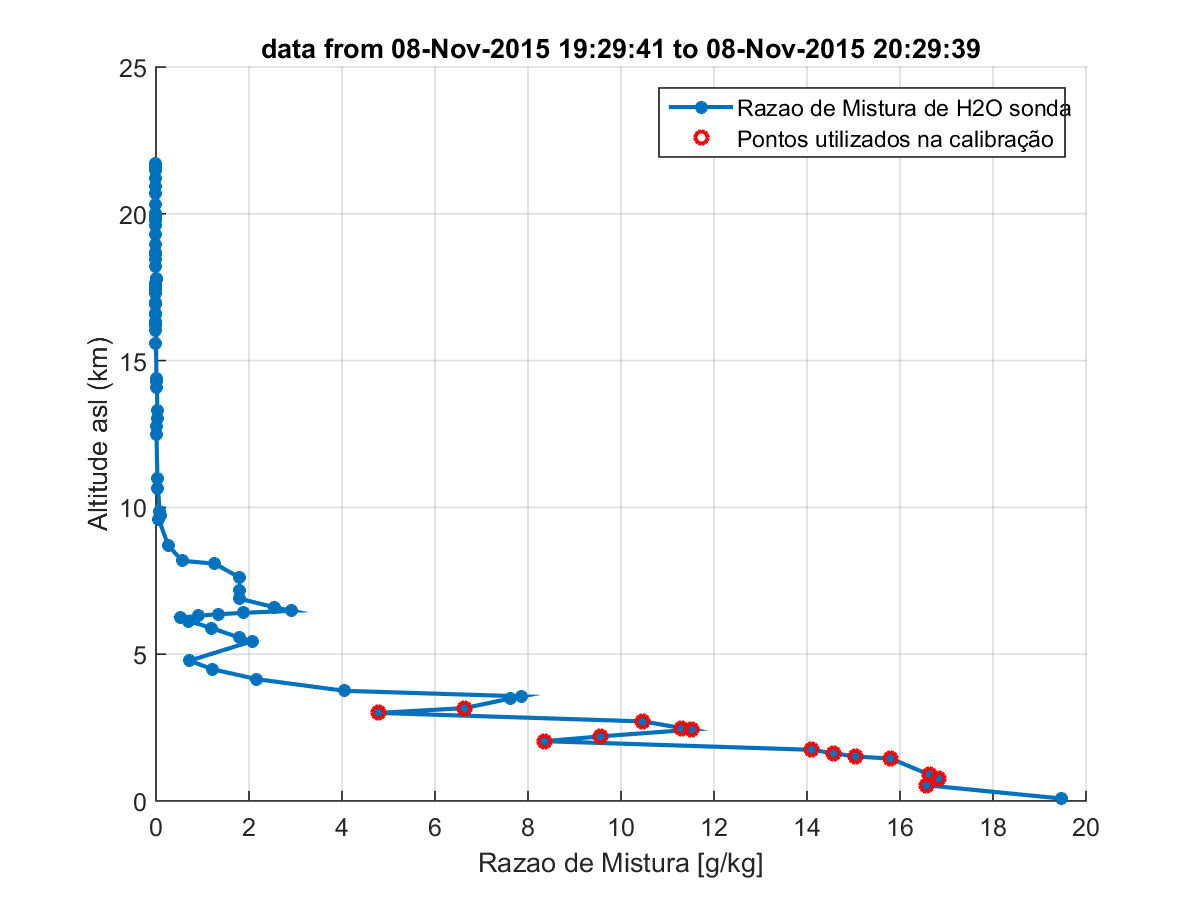 data from 08-Nov-2015 19:29:41 to 08-Nov-2015 20:29:39
Razao de Mistura de H2O sonda
Pontos utilizados na calibração
25
20
15
10
5
0
Altitude asl (km)
0 2 4 6 8 10 12 14 16 18 20
Razao de Mistura [g/kg]